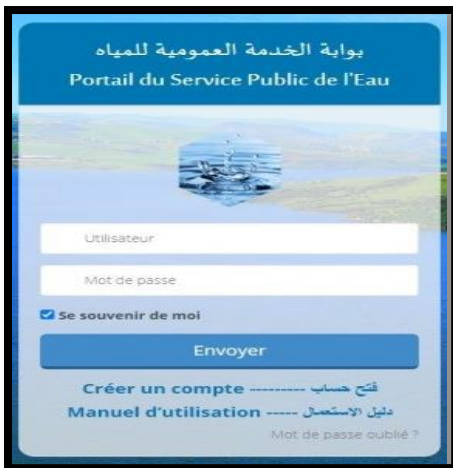 بوابة الخدمة العمومية للمياه
Portail du Service Public de l'Eau
Utilisateur
Mot de passe
Se souvenir de moi
Envoyer
Créer un compte --------- فتح حساب
Manuel d'utilisation ----- دليل الاستعمال
Mot de passe oublié ?